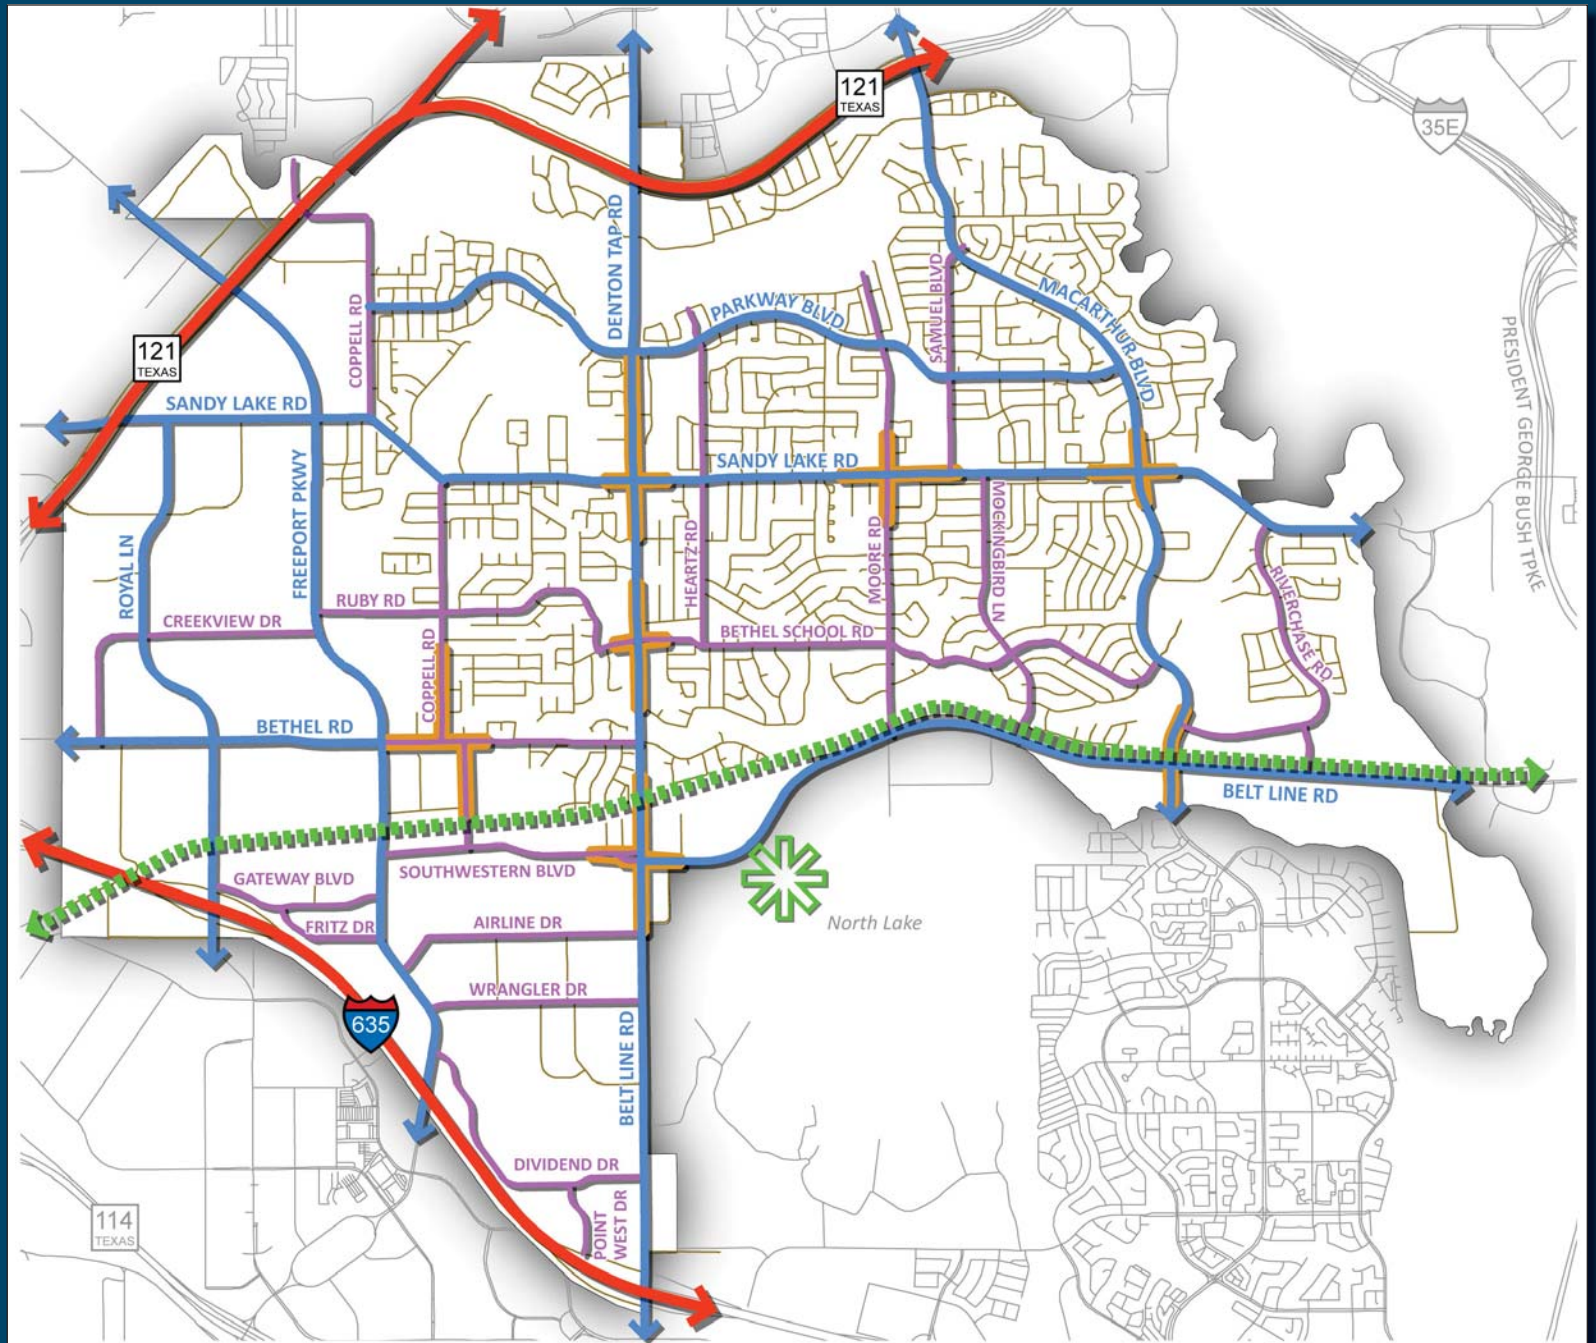 121
TEXAS
35E
DENTON TAP RD
PARKWAY BLVD
SAMUEL BLVD
MACARTHUR BLVD
COPPELL RD
121
TEXAS
PRESIDENT GEORGE BUSH TPKE
SANDY LAKE RD
SANDY LAKE RD
FREEPORT PKWY
ROYAL LN
HEARTZ RD
MOORE RD
MOCKINGBIRD LN
RIVERCHASE RD
RUBY RD
CREEKVIEW DR
COPPELL RD
BETHEL SCHOOL RD
BETHEL RD
BELT LINE RD
GATEWAY BLVD
SOUTHWESTERN BLVD
FRITZ DR
AIRLINE DR
North Lake
WRANGLER DR
635
BELT LINE RD
DIVIDEND DR
POINT
WEST DR
114
TEXAS